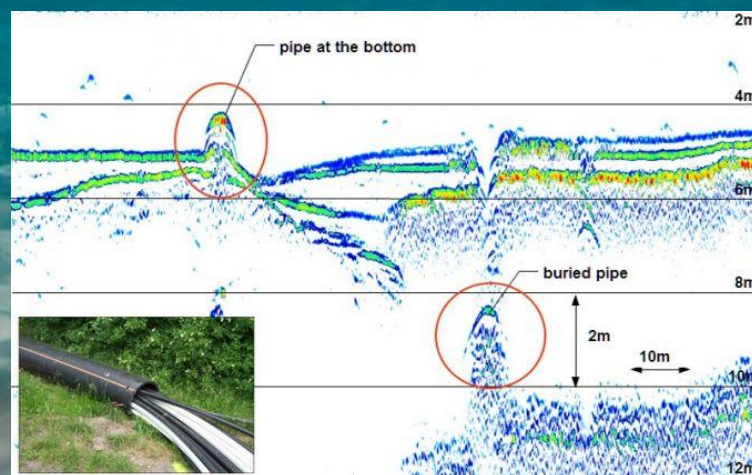 2m
pipe at the bottom
4m
6m
buried pipe
8m
2m
10m
10m
12m